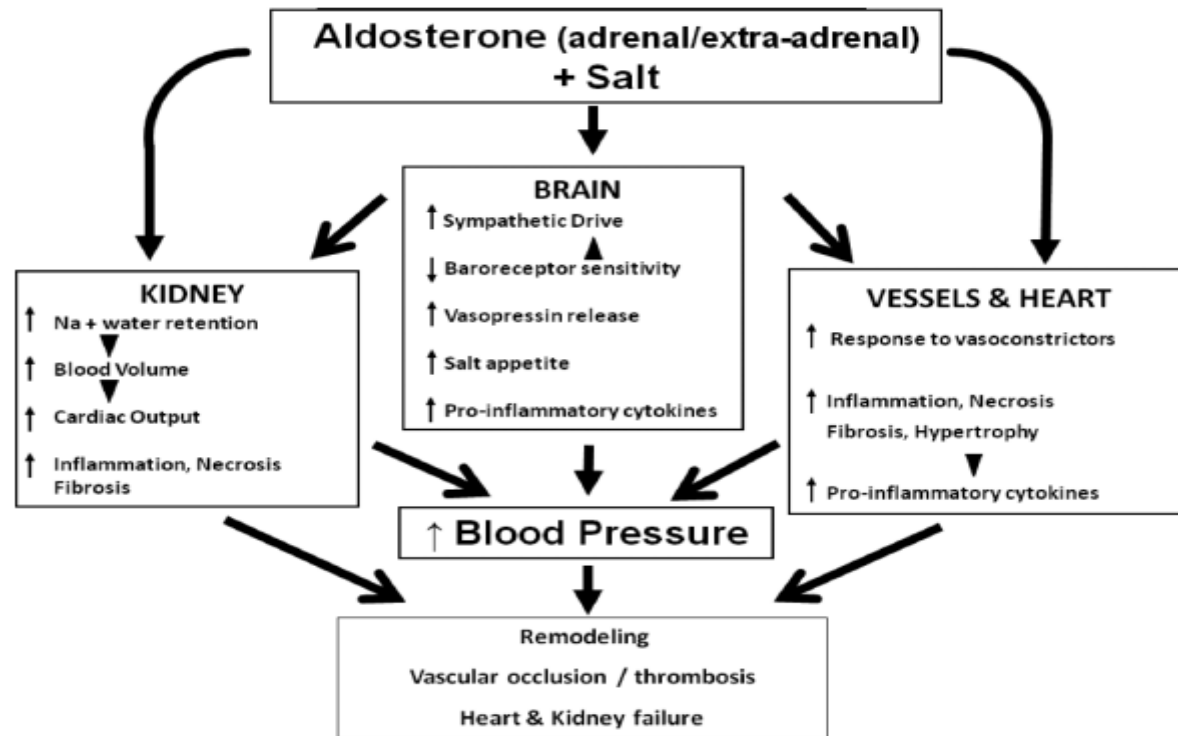 Aldosterone (adrenal/extra-adrenal)
+ Salt
BRAIN
↑ Sympathetic Drive
↓ Baroreceptor sensitivity
↑ Vasopressin release
↑ Salt appetite
↑ Pro-inflammatory cytokines
KIDNEY
↑ Na + water retention
↑ Blood Volume
↑ Cardiac Output
↑ Inflammation, Necrosis
Fibrosis
VESSELS & HEART
↑ Response to vasoconstrictors
↑ Inflammation, Necrosis
Fibrosis, Hypertrophy
↑ Pro-inflammatory cytokines
↑ Blood Pressure
Remodeling
Vascular occlusion / thrombosis
Heart & Kidney failure